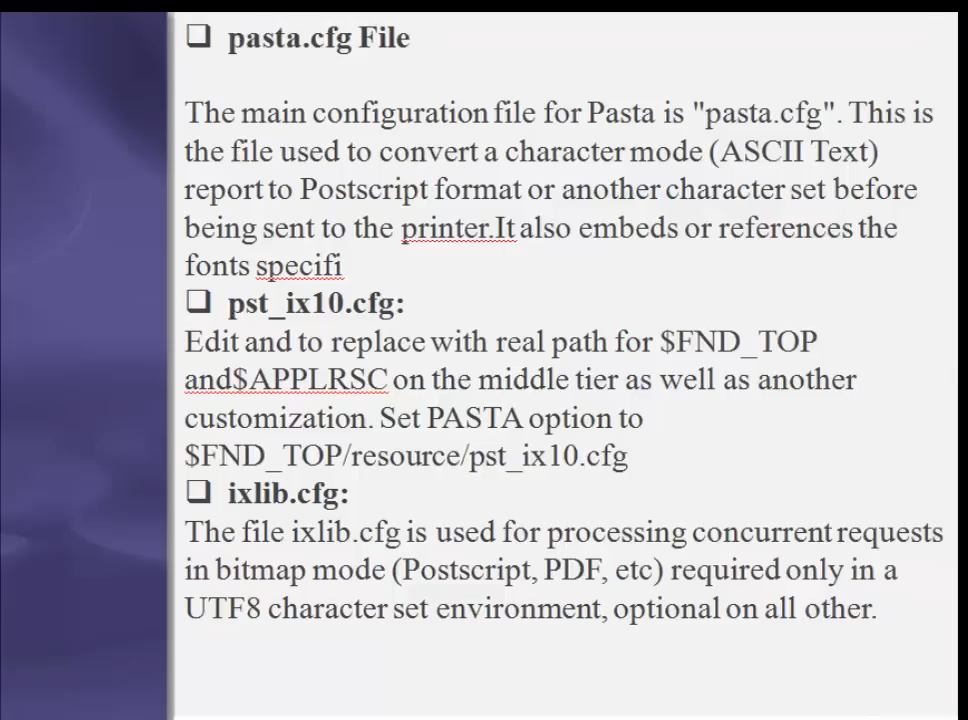 ❑ pasta.cfg File
The main configuration file for Pasta is "pasta.cfg". This is
the file used to convert a character mode (ASCII Text)
report to Postscript format or another character set before
being sent to the printer.It also embeds or references the
fonts specifi
❑ pst_ix10.cfg:
Edit and to replace with real path for $FND_TOP
and$APPLRSC on the middle tier as well as another
customization. Set PASTA option to
$FND_TOP/resource/pst_ix10.cfg
❑ ixlib.cfg:
The file ixlib.cfg is used for processing concurrent requests
in bitmap mode (Postscript, PDF, etc) required only in a
UTF8 character set environment, optional on all other.